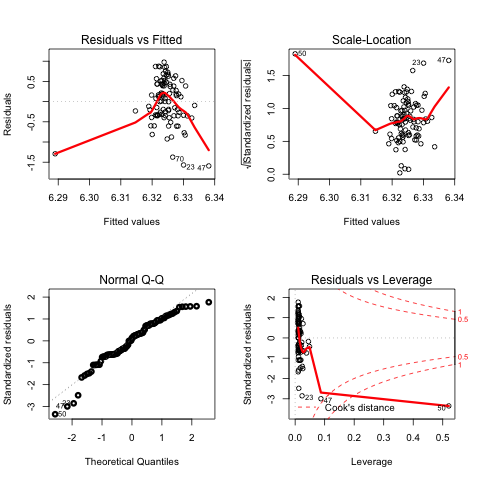 Residuals vs Fitted
Residuals
0.5
-0.5
-1.5
70
23
47
6.29 6.30 6.31 6.32 6.33 6.34
Fitted values
Scale-Location
√|Standardized residuals|
1.5
1.0
0.5
0.0
50
23
47
6.29 6.30 6.31 6.32 6.33 6.34
Fitted values
Normal Q-Q
Standardized residuals
2
1
0
-1
-2
-3
47
23
50
-2 -1 0 1 2
Theoretical Quantiles
Residuals vs Leverage
Standardized residuals
2
1
0
-1
-2
-3
1
0.5
0.5
1
23
47
50
Cook's distance
0.0 0.1 0.2 0.3 0.4 0.5
Leverage